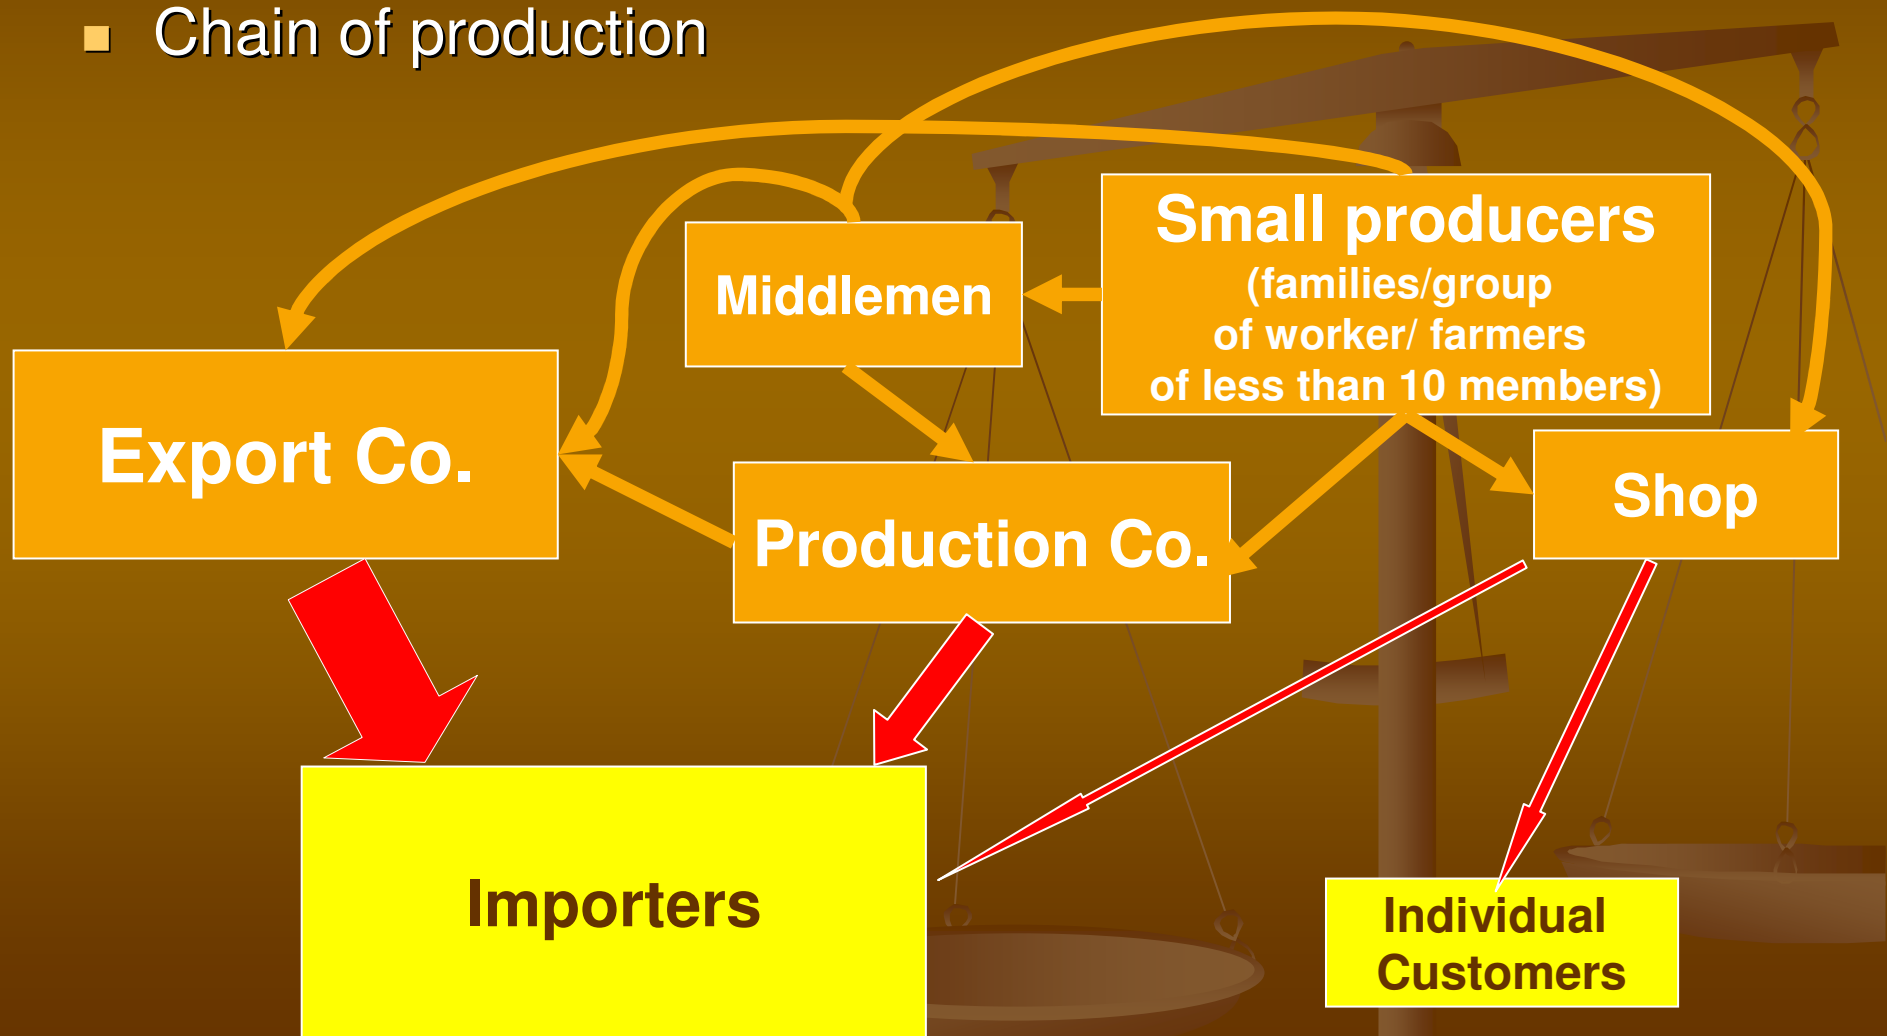 Chain of production
Small producers
(families/group
of worker/ farmers
of less than 10 members)
Middlemen
Export Co.
Shop
Production Co.
Importers
Individual
Customers